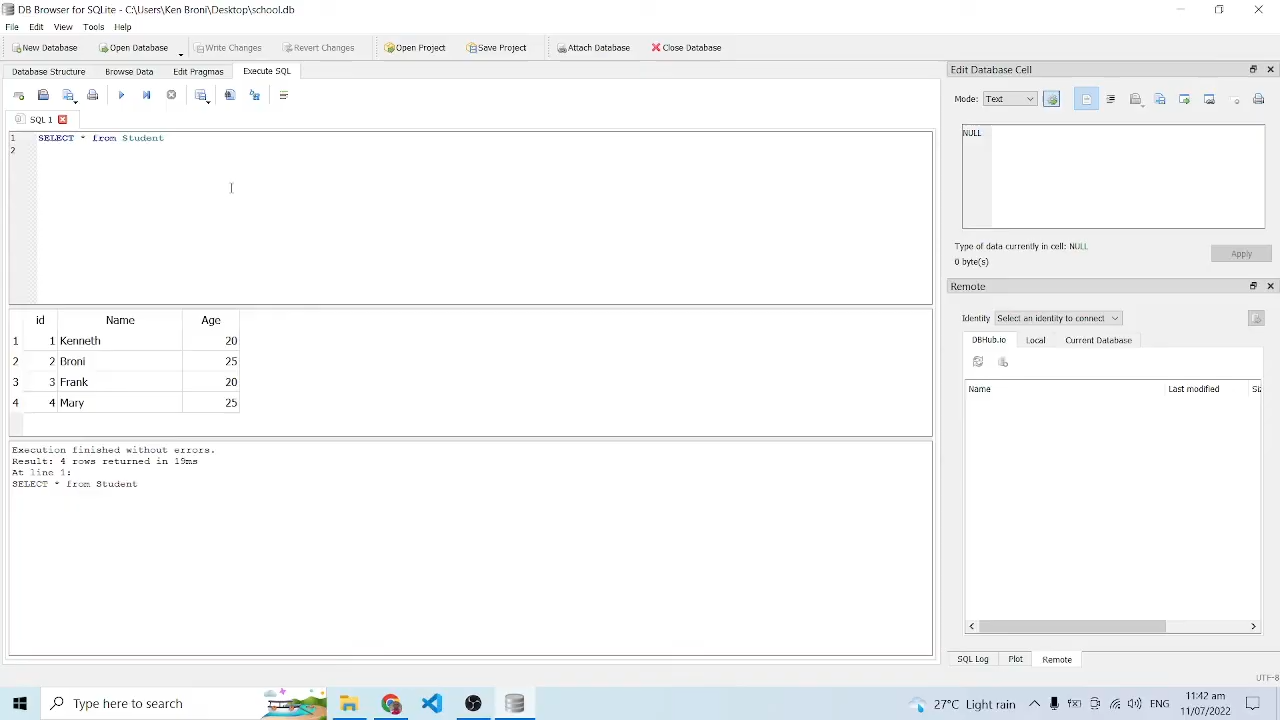 DB Browser for SQLite - C:\Users\Ken Broni\Desktop\school.db
File Edit View Tools Help
New Database Open Database Write Changes Revert Changes Open Project Save Project Attach Database Close Database
Database Structure Browse Data Edit Pragmas Execute SQL
SQL 1
1 SELECT * from Student
2
id Name Age
1 1 Kenneth 20
2 2 Broni 25
3 3 Frank 20
4 4 Mary 25
Execution finished without errors.
Result: 4 rows returned in 19ms
At line 1:
SELECT * from Student
Edit Database Cell
Mode: Text
NULL
Type of data currently in cell: NULL
0 byte(s)
Apply
Remote
Identity Select an identity to connect
DBHub.io Local Current Database
Name Last modified Siz
SQL Log Plot Remote
UTF-8
Type here to search
27°C Light rain
ENG
11:42 am
11/07/2022